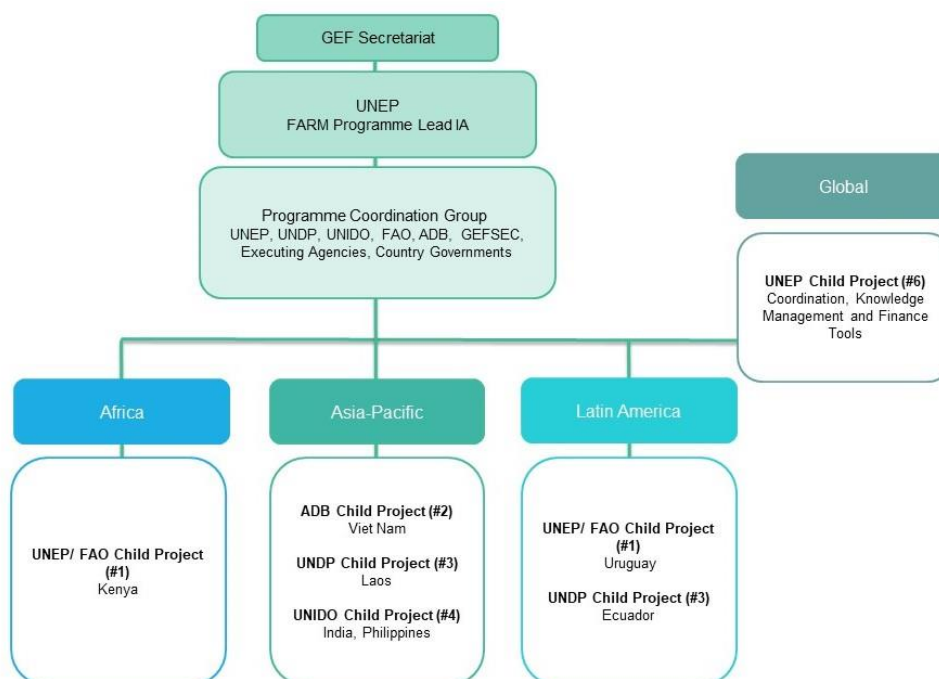 GEF Secretariat
UNEP
FARM Programme Lead IA
Programme Coordination Group
UNEP, UNDP, UNIDO, FAO, ADB, GEFSEC,
Executing Agencies, Country Governments
Global
UNEP Child Project (#6)
Coordination, Knowledge
Management and Finance
Tools
Africa
UNEP/ FAO Child Project
(#1)
Kenya
Asia-Pacific
ADB Child Project (#2)
Viet Nam
UNDP Child Project (#3)
Laos
UNIDO Child Project (#4)
India, Philippines
Latin America
UNEP/ FAO Child Project
(#1)
Uruguay
UNDP Child Project (#3)
Ecuador